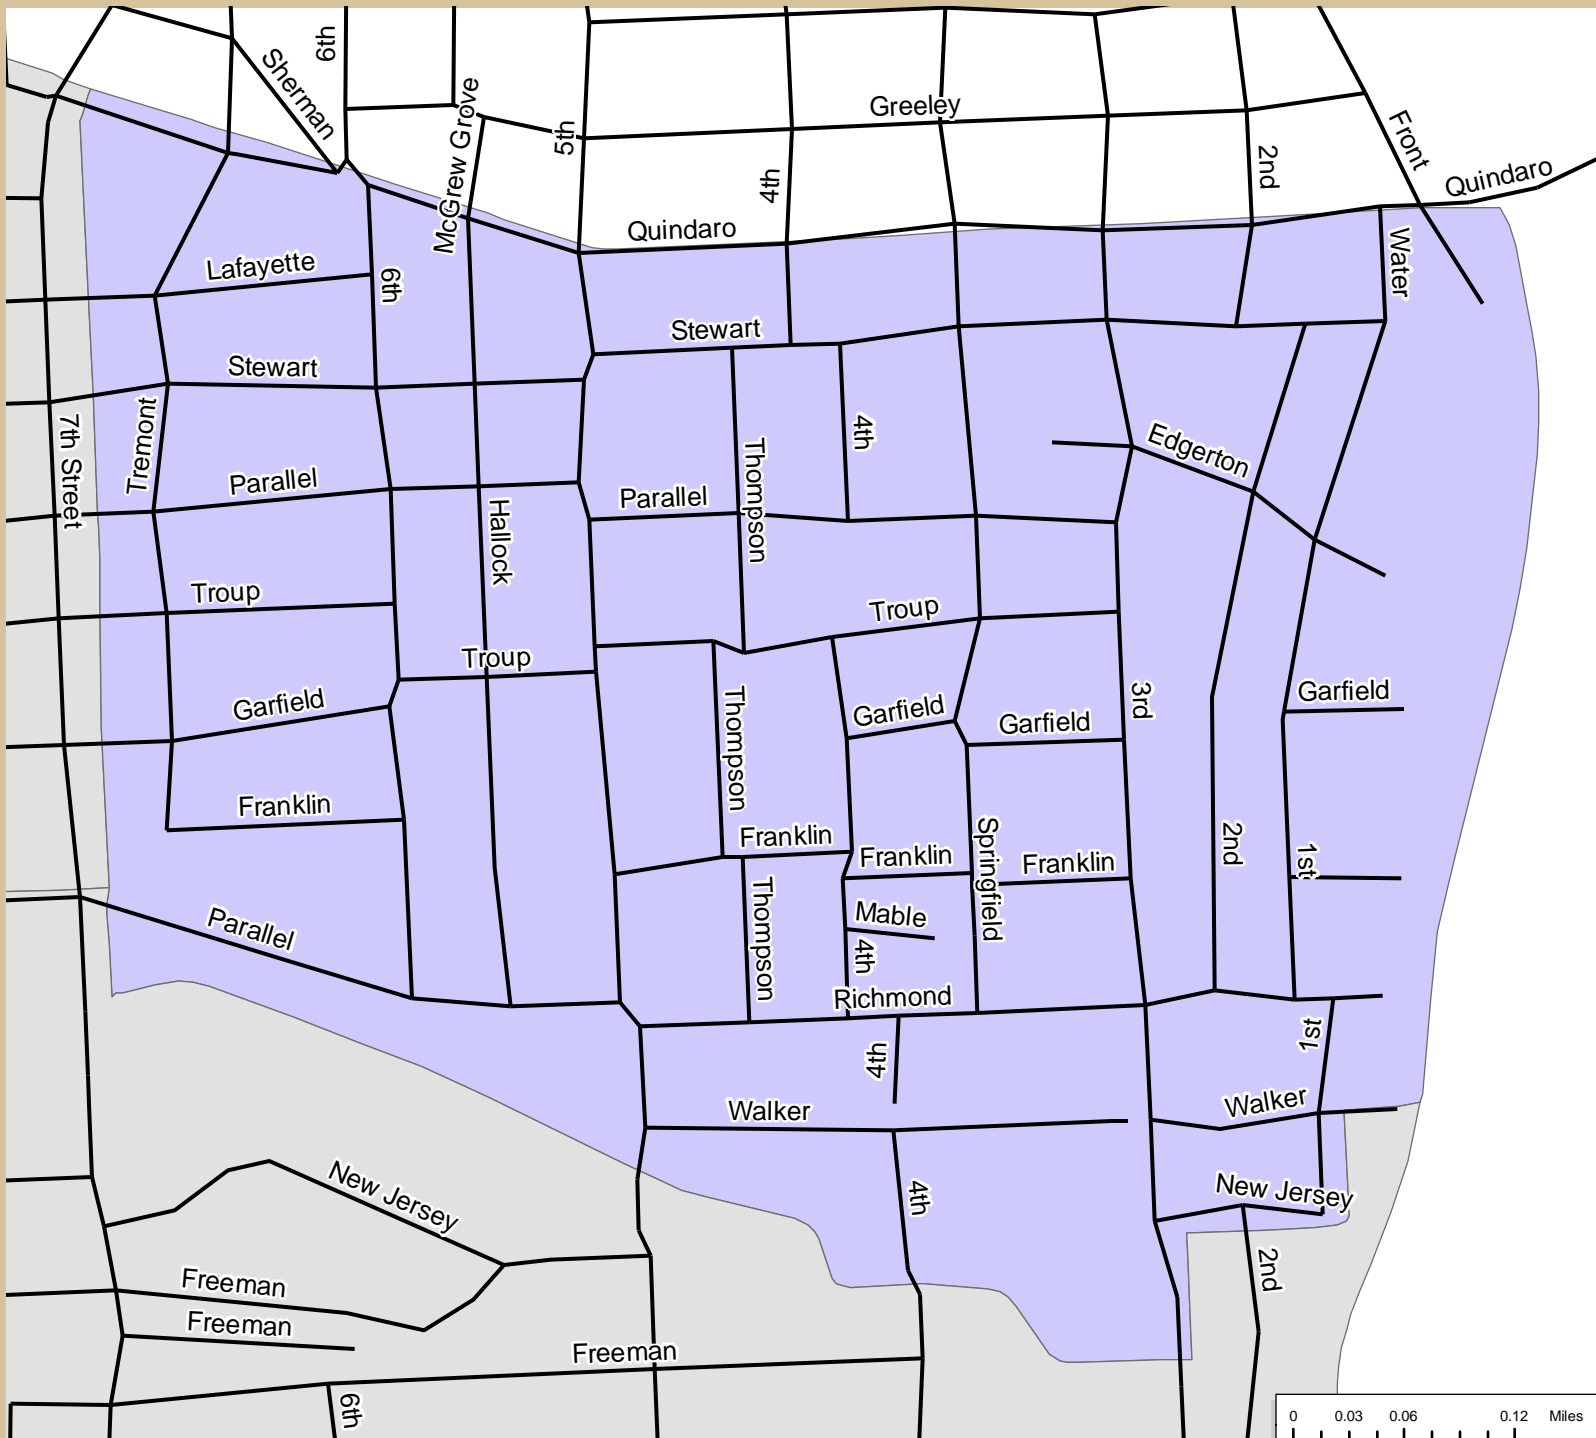 6th
Sherman
McGrew Grove
5th
Greeley
4th
2nd
Front
Quindaro
Quindaro
Water
Lafayette
6th
Stewart
Stewart
7th Street
Tremont
Parallel
Hallock
Parallel
Thompson
4th
Edgerton
Troup
Troup
Troup
Garfield
Thompson
Garfield
Garfield
3rd
Garfield
Franklin
Franklin
Franklin
Springfield
Franklin
2nd
1st
Parallel
Thompson
Mable
4th
Richmond
4th
1st
Walker
Walker
New Jersey
4th
New Jersey
2nd
Freeman
Freeman
Freeman
6th
0 0.03 0.06 0.12 Miles